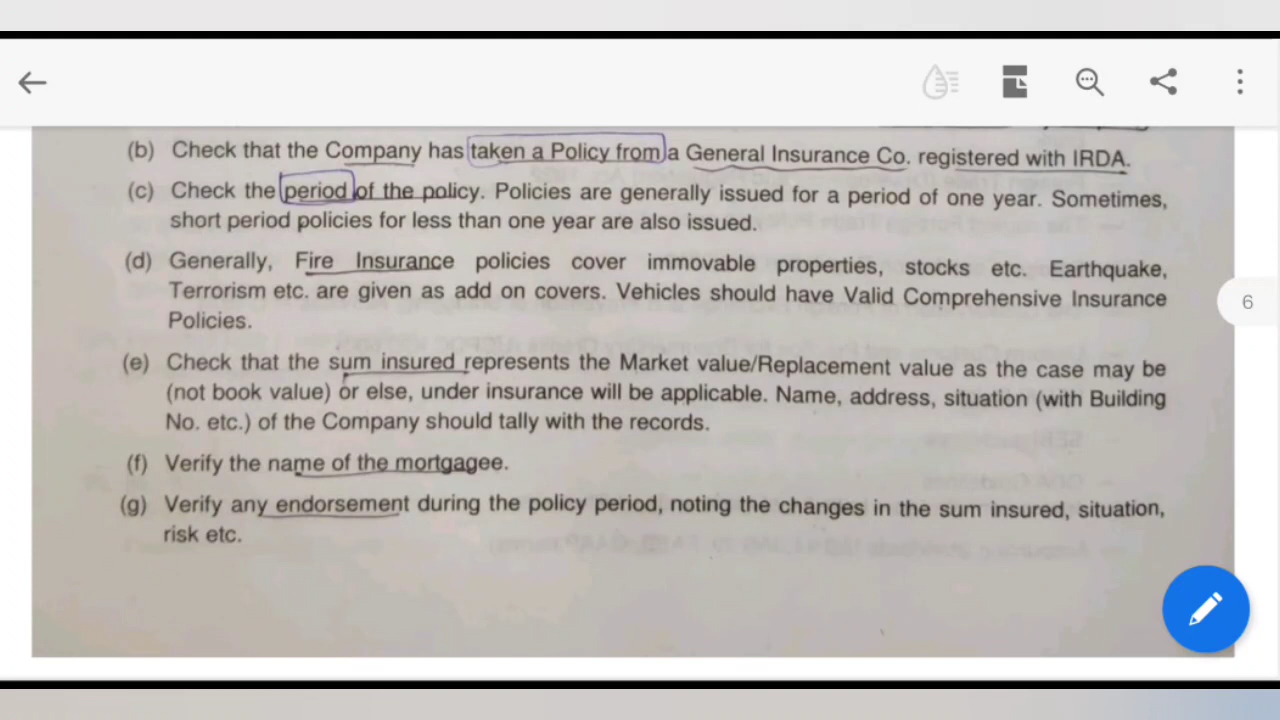 (b) Check that the Company has taken a Policy from a General Insurance Co. registered with IRDA.
(c) Check the period of the policy. Policies are generally issued for a period of one year. Sometimes,
short period policies for less than one year are also issued.
(d) Generally, Fire Insurance policies cover immovable properties, stocks etc. Earthquake,
Terrorism etc. are given as add on covers. Vehicles should have Valid Comprehensive Insurance
Policies.
6
(e) Check that the sum insured represents the Market value/Replacement value as the case may be
(not book value) or else, under insurance will be applicable. Name, address, situation (with Building
No. etc.) of the Company should tally with the records.
(f) Verify the name of the mortgagee.
(g) Verify any endorsement during the policy period, noting the changes in the sum insured, situation,
risk etc.